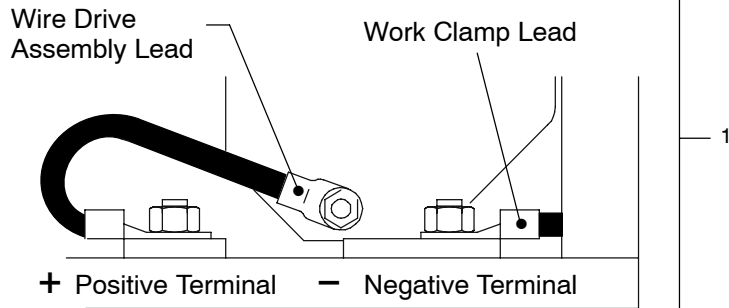 Wire Drive
Assembly Lead
Work Clamp Lead
1
+ Positive Terminal − Negative Terminal